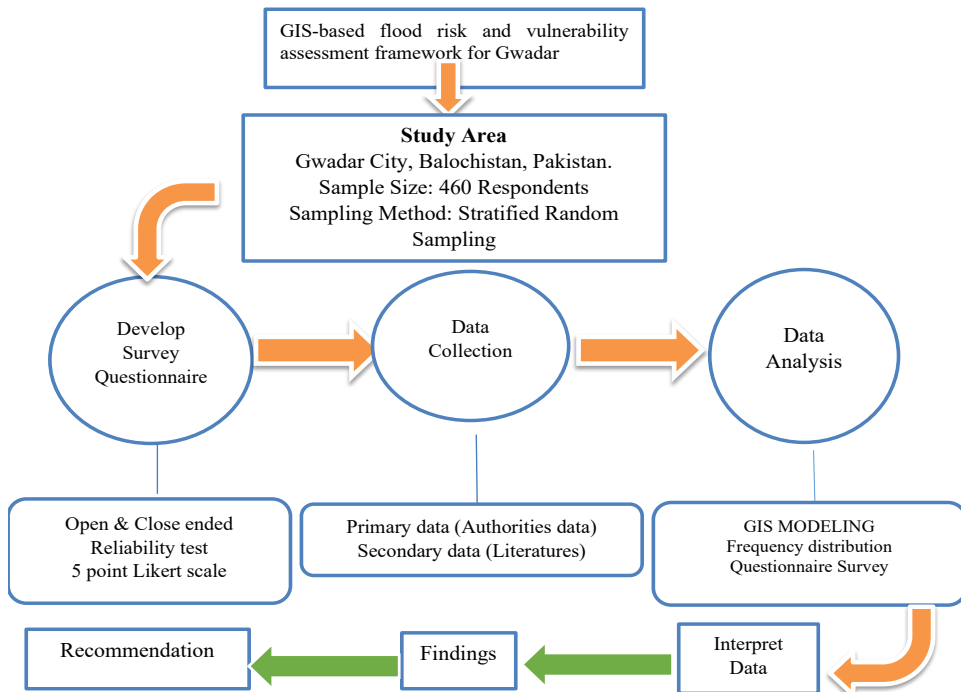 GIS-based flood risk and vulnerability
assessment framework for Gwadar
Study Area
Gwadar City, Balochistan, Pakistan.
Sample Size: 460 Respondents
Sampling Method: Stratified Random
Sampling
Develop
Survey
Questionnaire
Data
Collection
Data
Analysis
Open & Close ended
Reliability test
5 point Likert scale
Primary data (Authorities data)
Secondary data (Literatures)
GIS MODELING
Frequency distribution
Questionnaire Survey
Interpret
Data
Findings
Recommendation